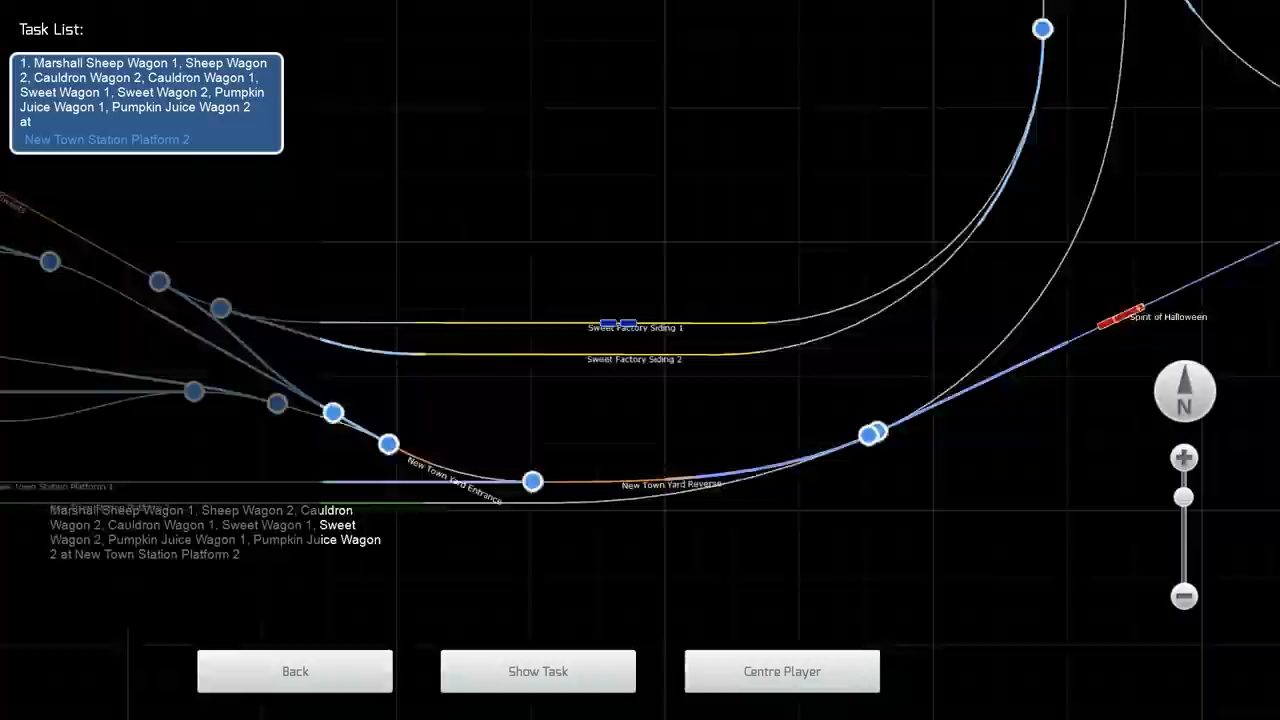 Task List:
1. Marshall Sheep Wagon 1, Sheep Wagon
2, Cauldron Wagon 2, Cauldron Wagon 1,
Sweet Wagon 1, Sweet Wagon 2, Pumpkin
Juice Wagon 1, Pumpkin Juice Wagon 2
at
New Town Station Platform 2
Sweets
Spirit of Halloween
Sweet Factory Siding 1
Sweet Factory Siding 2
N
New Town Yard Entrance
New Town Yard Reverse
Town Station Platform 1
Marshall Sheep Wagon 1, Sheep Wagon 2, Cauldron
Wagon 2, Cauldron Wagon 1, Sweet Wagon 1, Sweet
Wagon 2, Pumpkin Juice Wagon 1, Pumpkin Juice Wagon
2 at New Town Station Platform 2
Back
Show Task
Centre Player